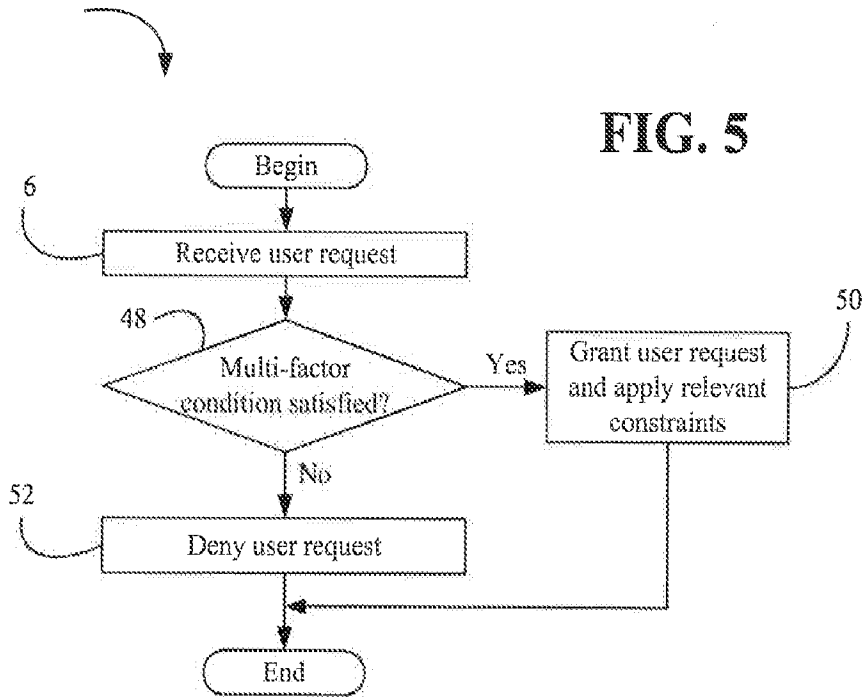 FIG. 5
Begin
6
Receive user request
48
Multi-factor
condition satisfied?
Yes
50
Grant user request
and apply relevant
constraints
No
52
Deny user request
End